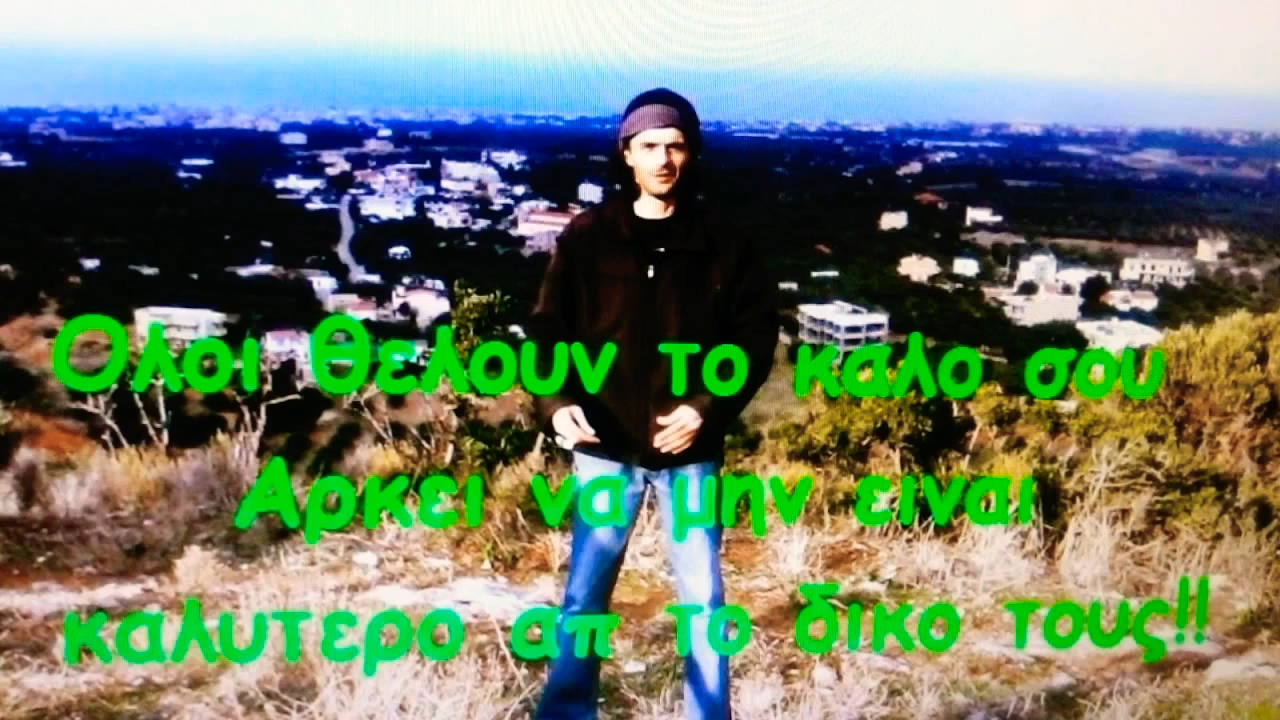 Ολοι θελουν το καλο σου
Αρκει να μην ειναι
καλυτερο απ το δικο τους!!